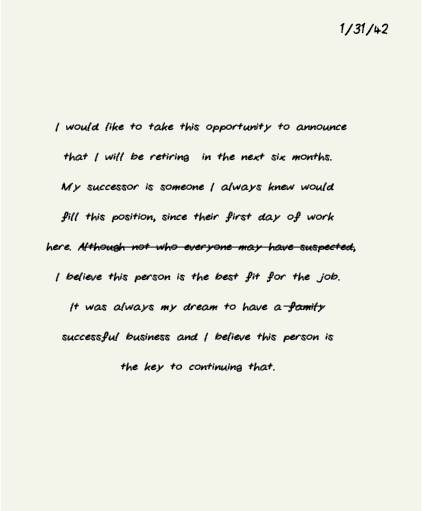 1/31/42
I would like to take this opportunity to announce
that I will be retiring in the next six months.
My successor is someone I always knew would
fill this position, since their first day of work
here. Although not who everyone may have suspected,
I believe this person is the best fit for the job.
It was always my dream to have a family
successful business and I believe this person is
the key to continuing that.